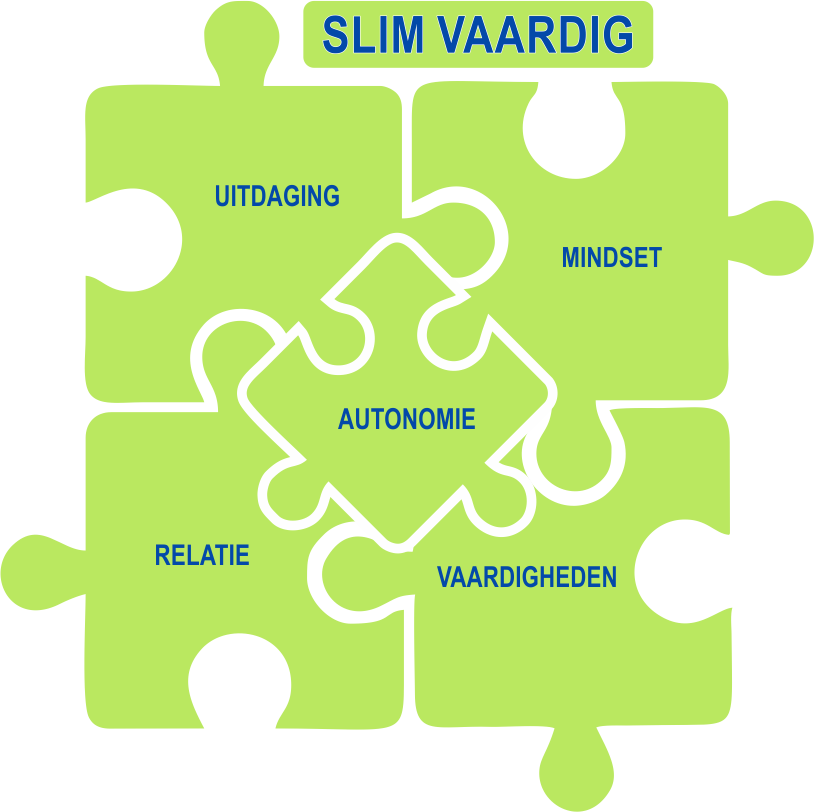 SLIM VAARDIG
UITDAGING
MINDSET
AUTONOMIE
RELATIE
VAARDIGHEDEN